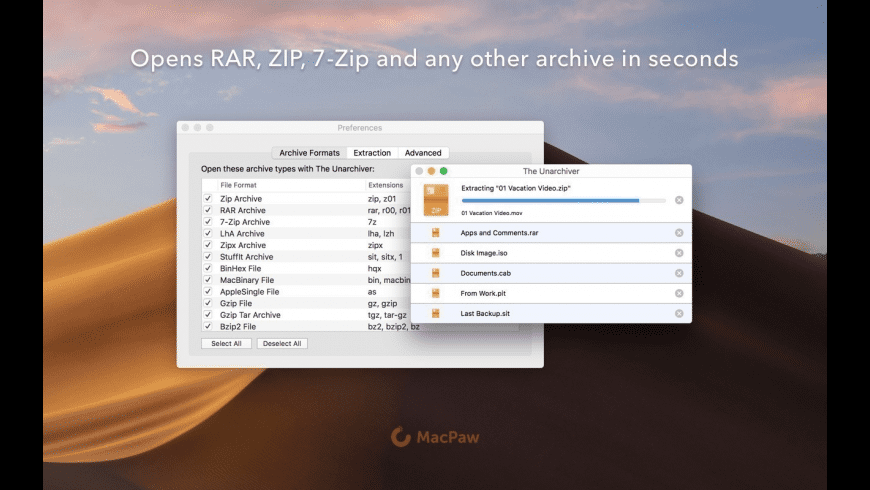 Opens RAR, ZIP, 7-Zip and any other archive in seconds
Preferences
Archive Formats Extraction Advanced
Open these archive types with The Unarchiver:
File Format Extensions
Zip Archive zip, z01
RAR Archive rar, r00, r01
7-Zip Archive 7z
LhA Archive lha, lzh
Zipx Archive zipx
StuffIt Archive sit, sitx, 1
BinHex File hqx
MacBinary File bin, macbin
AppleSingle File as
Gzip File gz, gzip
Gzip Tar Archive tgz, tar-gz
Bzip2 File bz2, bzip2, bz
Select All Deselect All
The Unarchiver
ZIP
Extracting "01 Vacation Video.zip"
01 Vacation Video.mov
Apps and Comments.rar
Disk Image.iso
Documents.cab
From Work.pit
Last Backup.sit
MacPaw